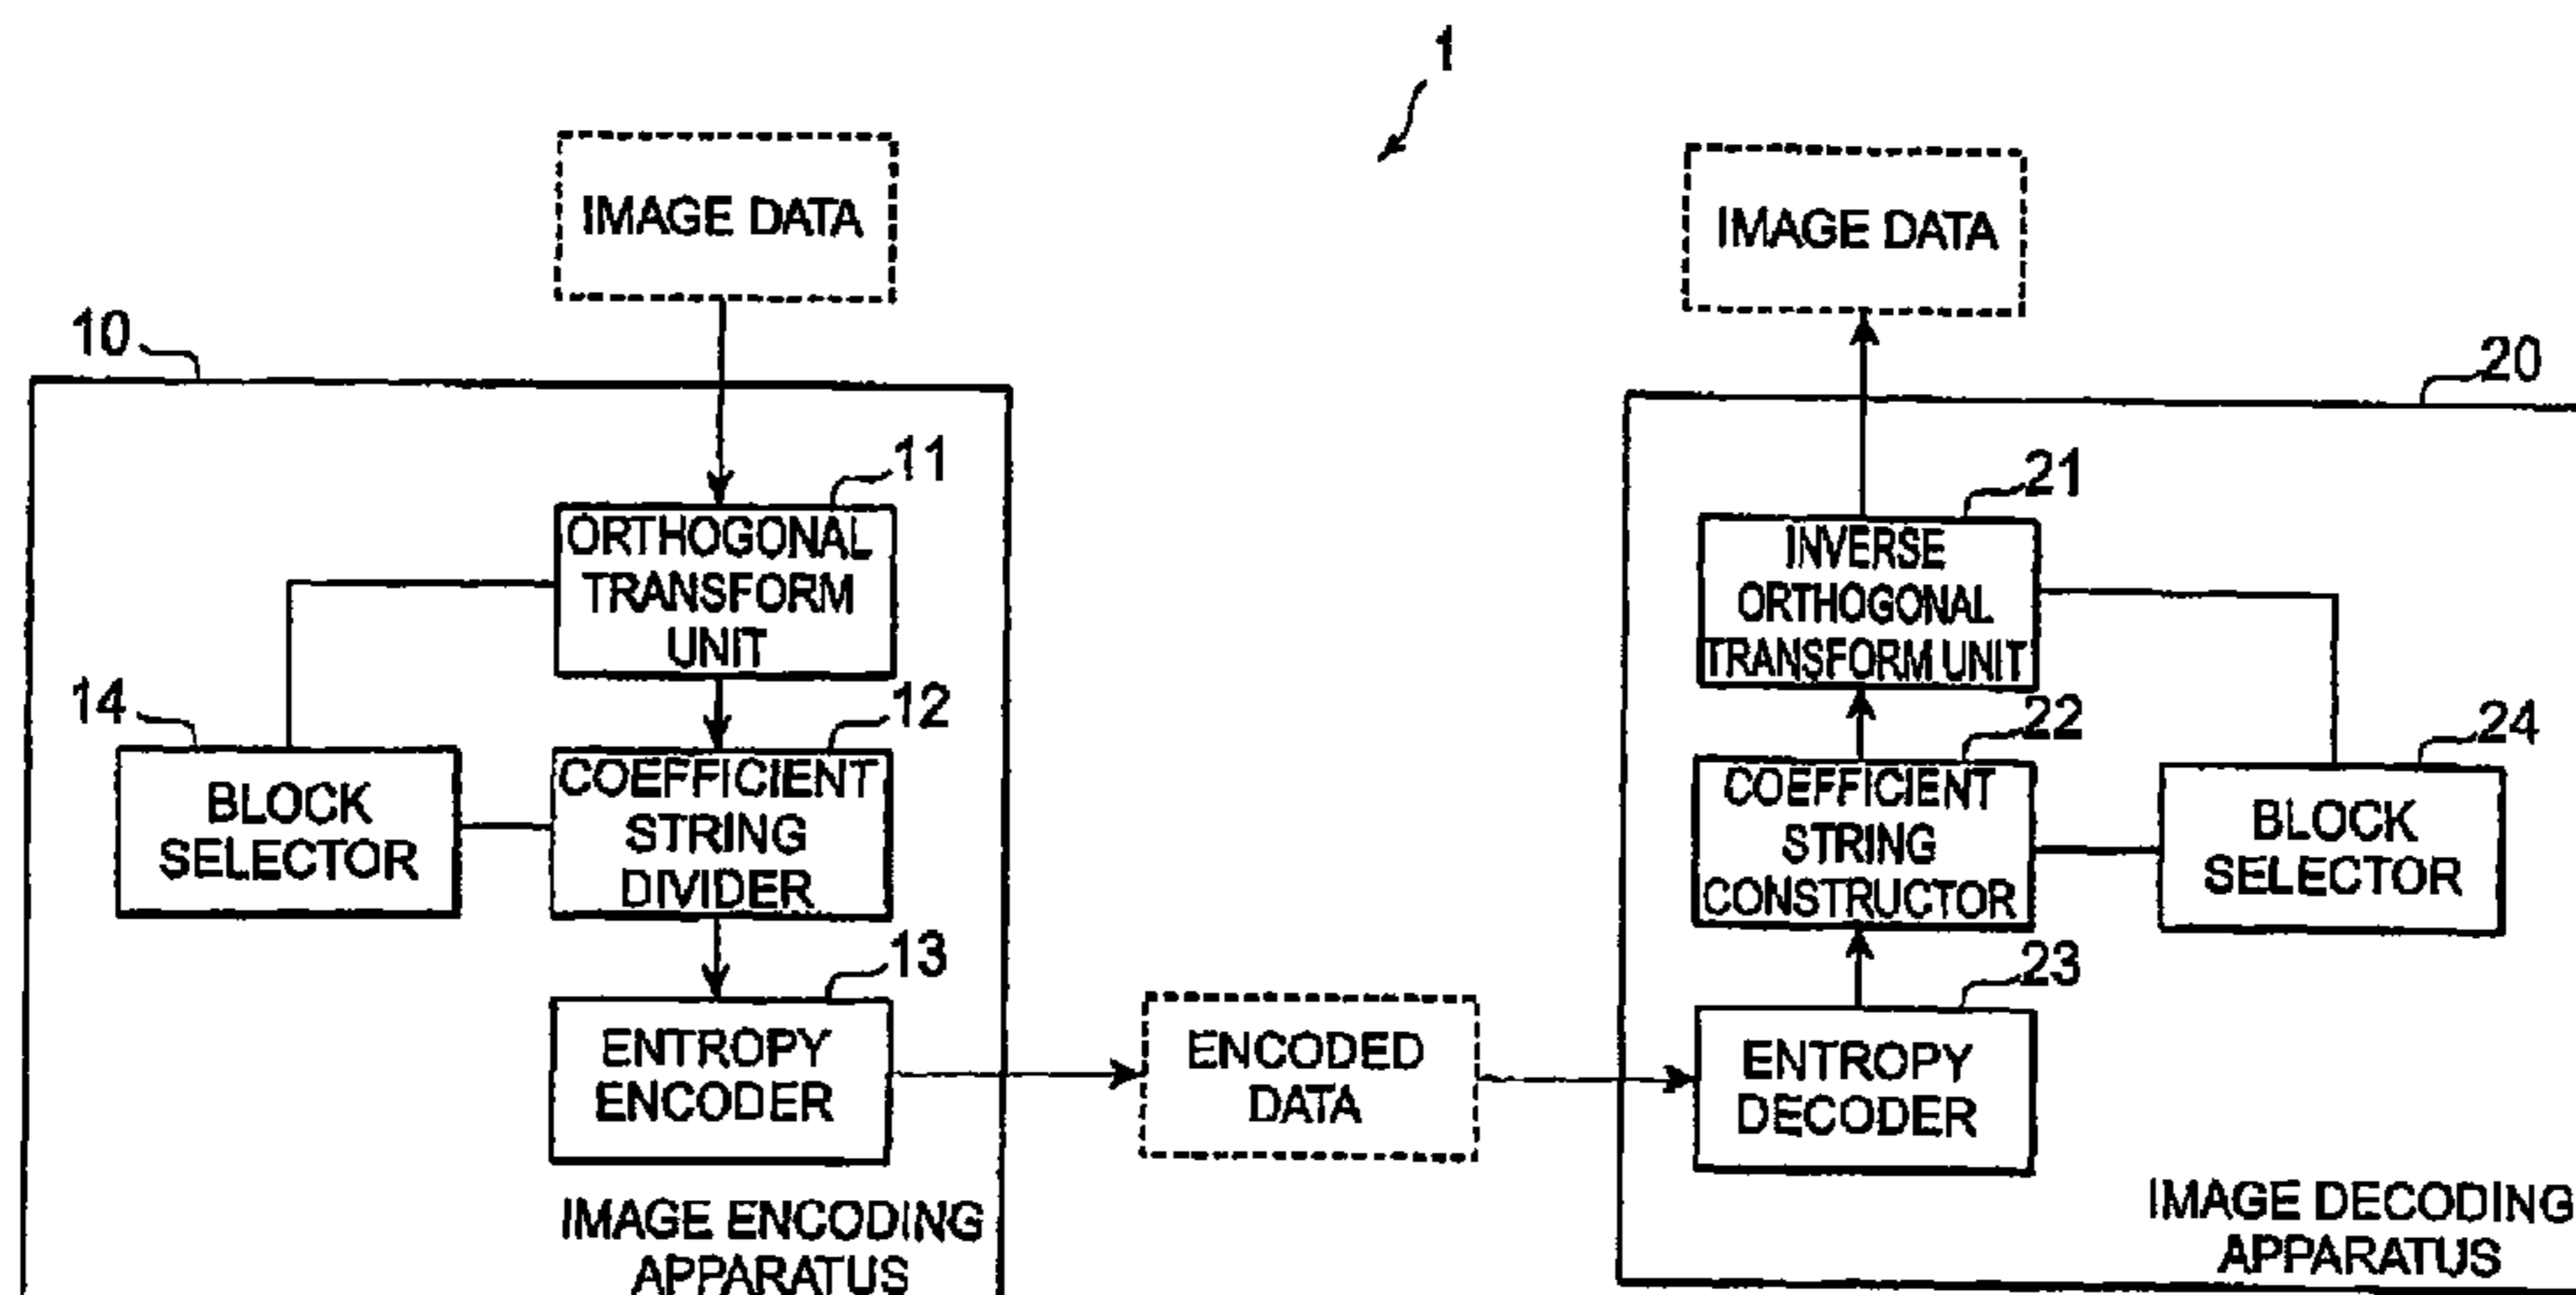 1
IMAGE DATA
10
11
ORTHOGONAL
TRANSFORM
UNIT
14
BLOCK
SELECTOR
12
COEFFICIENT
STRING
DIVIDER
13
ENTROPY
ENCODER
IMAGE ENCODING
APPARATUS
ENCODED
DATA
IMAGE DATA
20
21
INVERSE
ORTHOGONAL
TRANSFORM UNIT
22
COEFFICIENT
STRING
CONSTRUCTOR
24
BLOCK
SELECTOR
23
ENTROPY
DECODER
IMAGE DECODING
APPARATUS